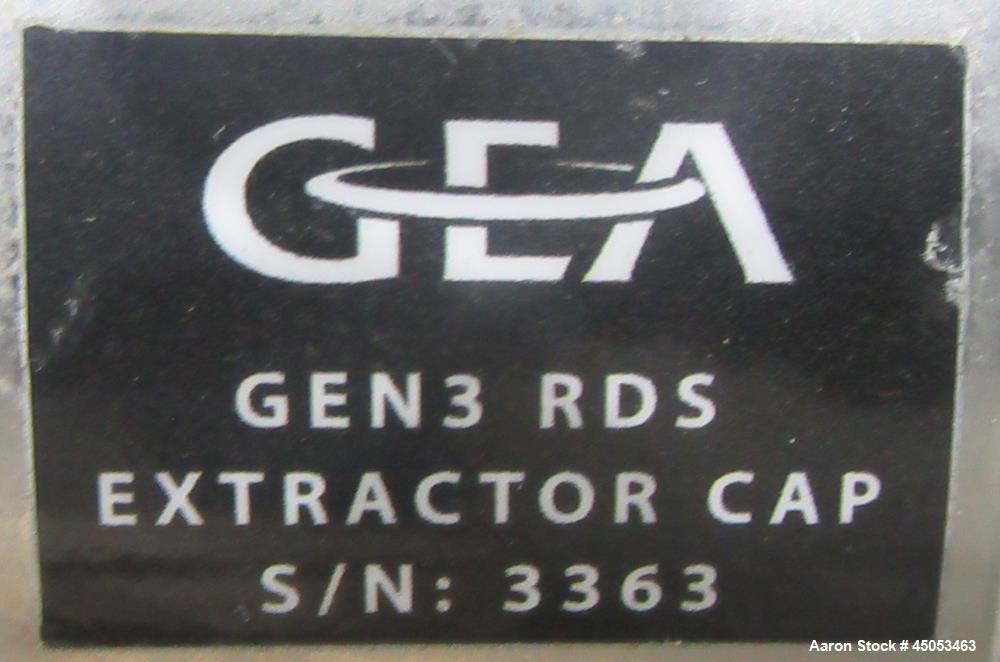 GEA
GEN3 RDS
EXTRACTOR CAP
S/N: 3363
Aaron Stock # 45053463